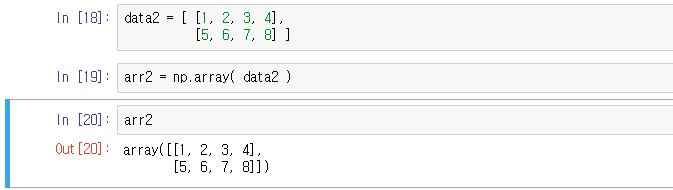 In [18]: data2 = [ [1, 2, 3, 4],
[5, 6, 7, 8] ]
In [19]: arr2 = np.array( data2 )
In [20]: arr2
Out[20]: array([[1, 2, 3, 4],
[5, 6, 7, 8]])